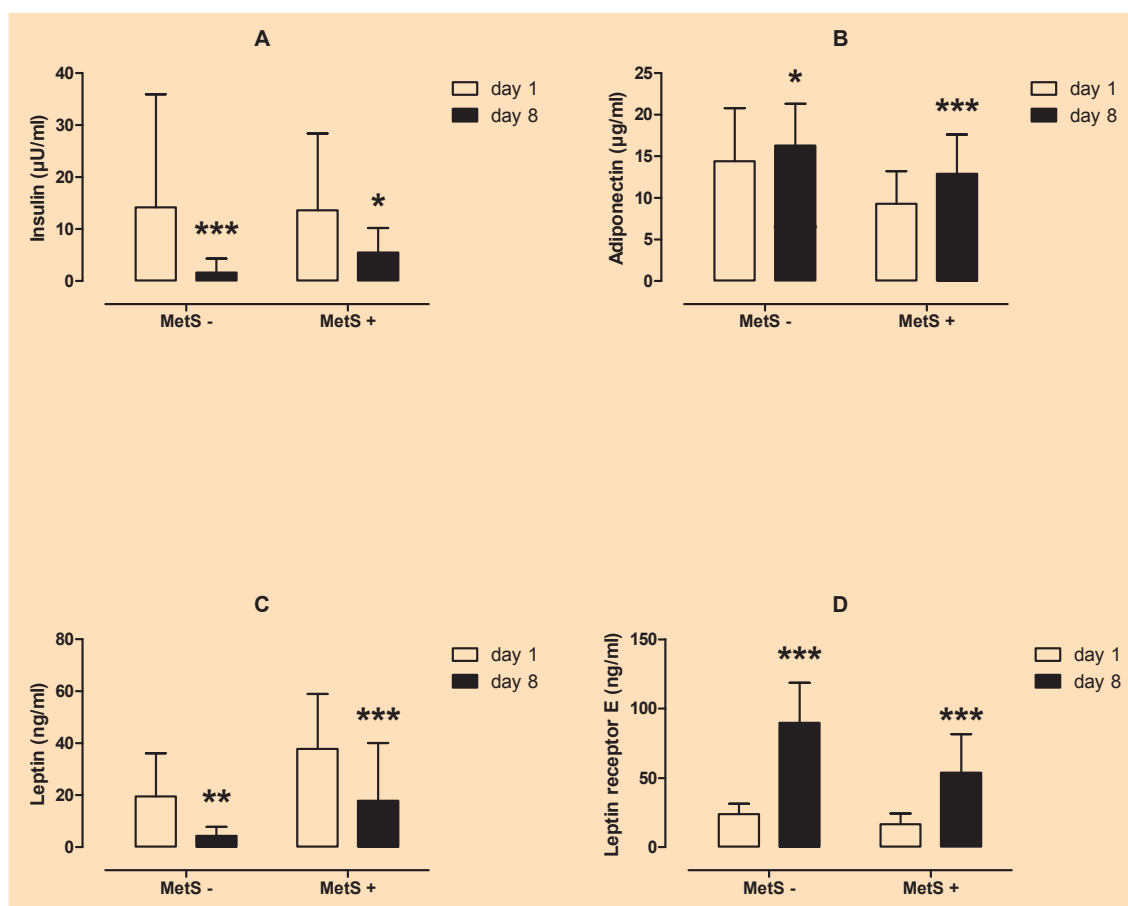 A
Insulin (µU/ml)
40
30
20
10
0
***
*
MetS -
MetS +
day 1
day 8
B
Adiponectin (µg/ml)
25
20
15
10
5
0
*
***
MetS -
MetS +
day 1
day 8
C
Leptin (ng/ml)
80
60
40
20
0
**
***
MetS -
MetS +
day 1
day 8
D
Leptin receptor E (ng/ml)
150
100
50
0
***
***
MetS -
MetS +
day 1
day 8